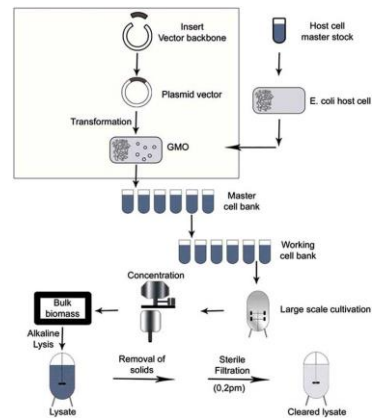 Insert
Vector backbone
Host cell
master stock
Plasmid vector
E. coli host cell
Transformation
GMO
Master
cell bank
Working
cell bank
Concentration
Bulk
biomass
Large scale cultivation
Alkaline
Lysis
Removal of
solids
Sterile
Filtration
(0,2pm)
Lysate
Cleared lysate